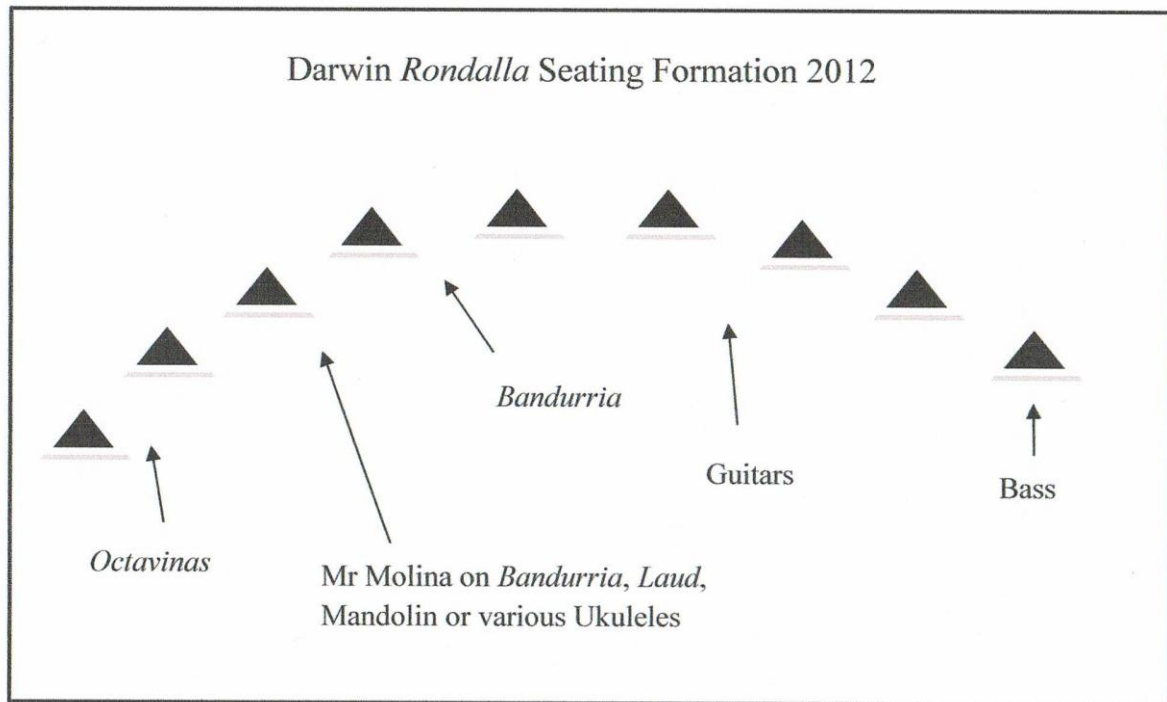 Darwin Rondalla Seating Formation 2012
Bandurria
Guitars
Bass
Octavinas
Mr Molina on Bandurria, Laud,
Mandolin or various Ukuleles